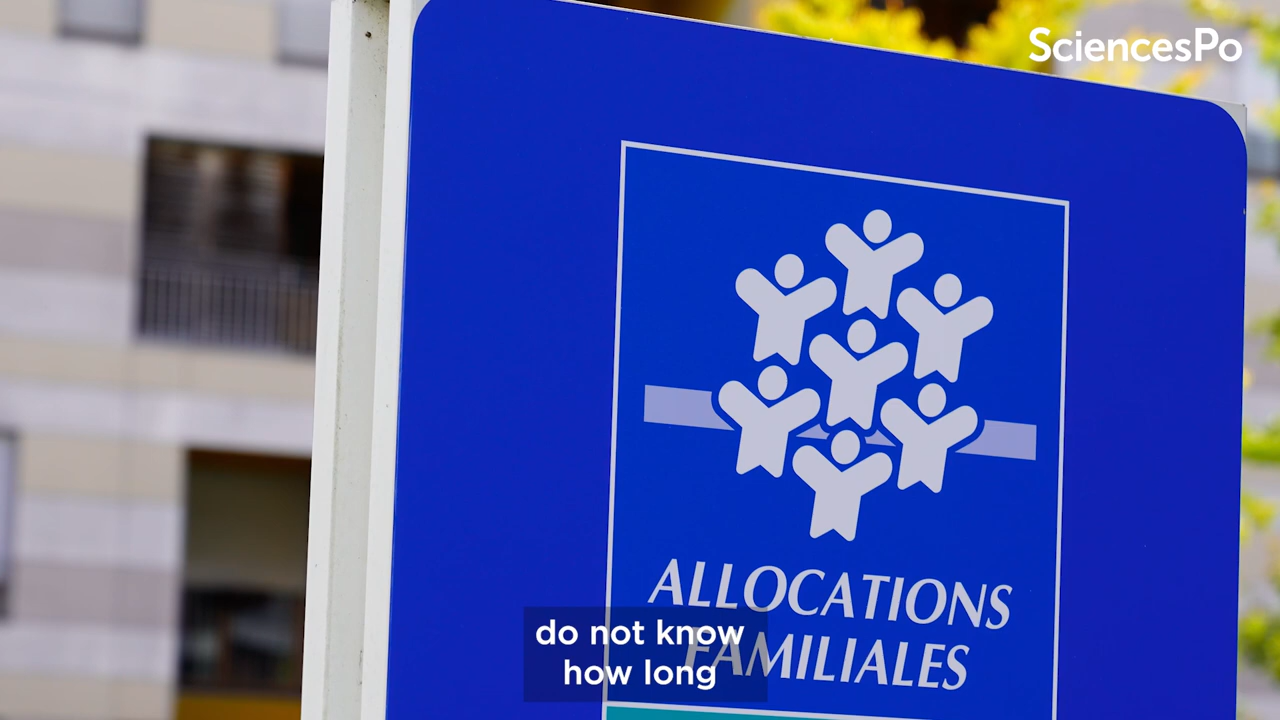 SciencesPo
ALLOCATIONS
FAMILIALES
do not know
how long